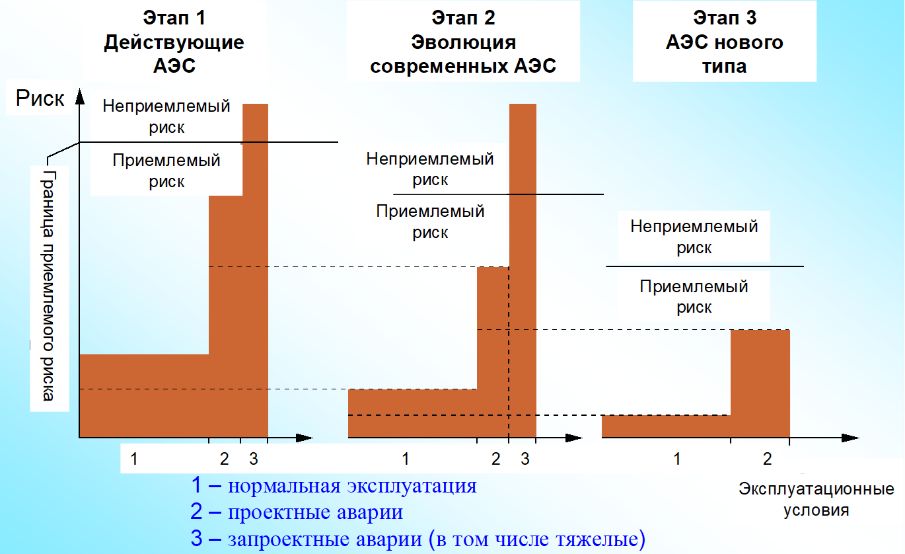 Этап 1
Действующие
АЭС
Этап 2
Эволюция
современных АЭС
Этап 3
АЭС нового
типа
Риск
Неприемлемый
риск
Приемлемый
риск
Граница приемлемого риска
Неприемлемый
риск
Приемлемый
риск
Неприемлемый
риск
Приемлемый
риск
1 2 3
1 2 3
1 2
Эксплуатационные
условия
1 – нормальная эксплуатация
2 – проектные аварии
3 – запроектные аварии (в том числе тяжелые)